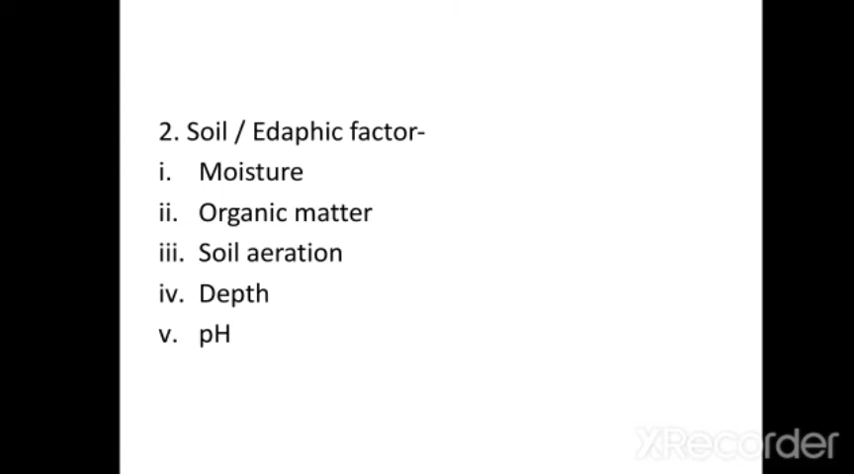 2. Soil / Edaphic factor-
i. Moisture
ii. Organic matter
iii. Soil aeration
iv. Depth
v. pH
XRecorder